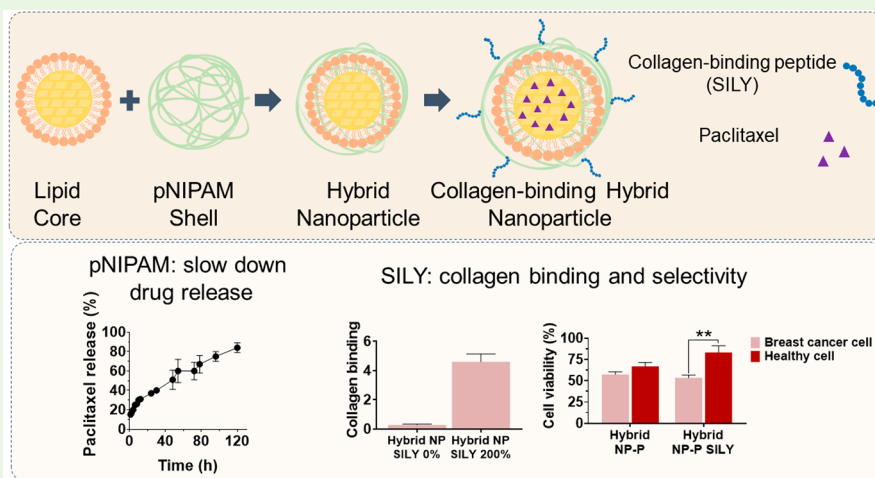 Lipid
Core
pNIPAM
Shell
Hybrid
Nanoparticle
Collagen-binding Hybrid
Nanoparticle
Collagen-binding peptide
(SILY)
Paclitaxel
pNIPAM: slow down
drug release
Paclitaxel release (%)
100
80
60
40
20
0
0
40
80
120
Time (h)
SILY: collagen binding and selectivity
Collagen binding
6
4
2
0
Hybrid NP
SILY 0%
Hybrid NP
SILY 200%
Cell viability (%)
100
75
50
25
0
**
Hybrid
NP-P
Hybrid
NP-P SILY
Breast cancer cell
Healthy cell